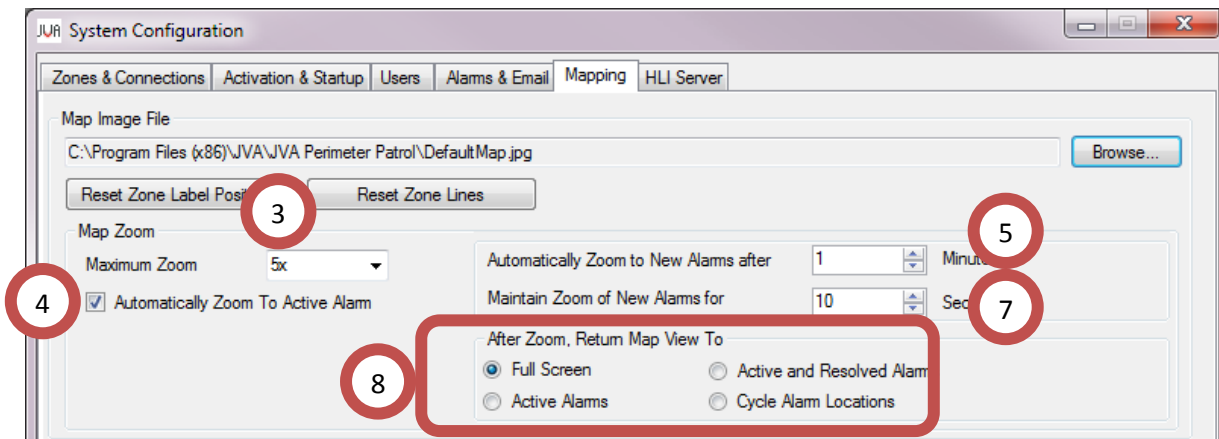 JVA System Configuration
Zones & Connections Activation & Startup Users Alarms & Email Mapping HLI Server
Map Image File
C:\Program Files (x86)\JVA\JVA Perimeter Patrol\DefaultMap.jpg Browse...
Reset Zone Label Reset Zone Lines
3
Map Zoom
5
Maximum Zoom 5x Automatically Zoom to New Alarms after 1
4 Automatically Zoom To Active Alarm Maintain Zoom of New Alarms for 10
7
After Zoom, Return Map View To
8
Full Screen Active and Resolved Alarm
Active Alarms Cycle Alarm Locations